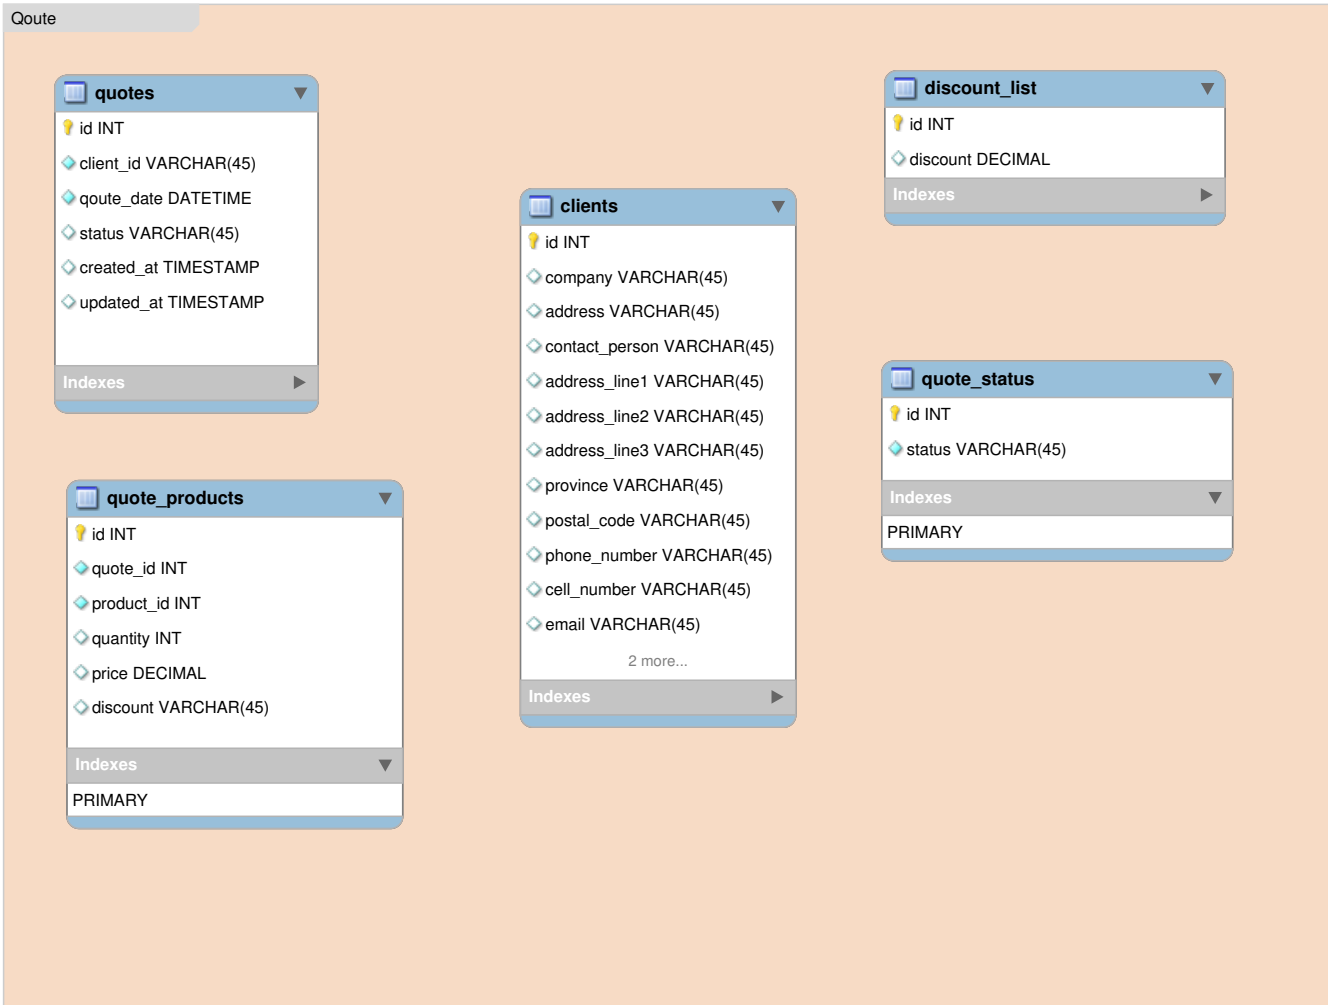 Qoute
quotes
id INT
client_id VARCHAR(45)
qoute_date DATETIME
status VARCHAR(45)
created_at TIMESTAMP
updated_at TIMESTAMP
Indexes
quote_products
id INT
quote_id INT
product_id INT
quantity INT
price DECIMAL
discount VARCHAR(45)
Indexes
PRIMARY
clients
id INT
company VARCHAR(45)
address VARCHAR(45)
contact_person VARCHAR(45)
address_line1 VARCHAR(45)
address_line2 VARCHAR(45)
address_line3 VARCHAR(45)
province VARCHAR(45)
postal_code VARCHAR(45)
phone_number VARCHAR(45)
cell_number VARCHAR(45)
email VARCHAR(45)
2 more...
Indexes
discount_list
id INT
discount DECIMAL
Indexes
quote_status
id INT
status VARCHAR(45)
Indexes
PRIMARY